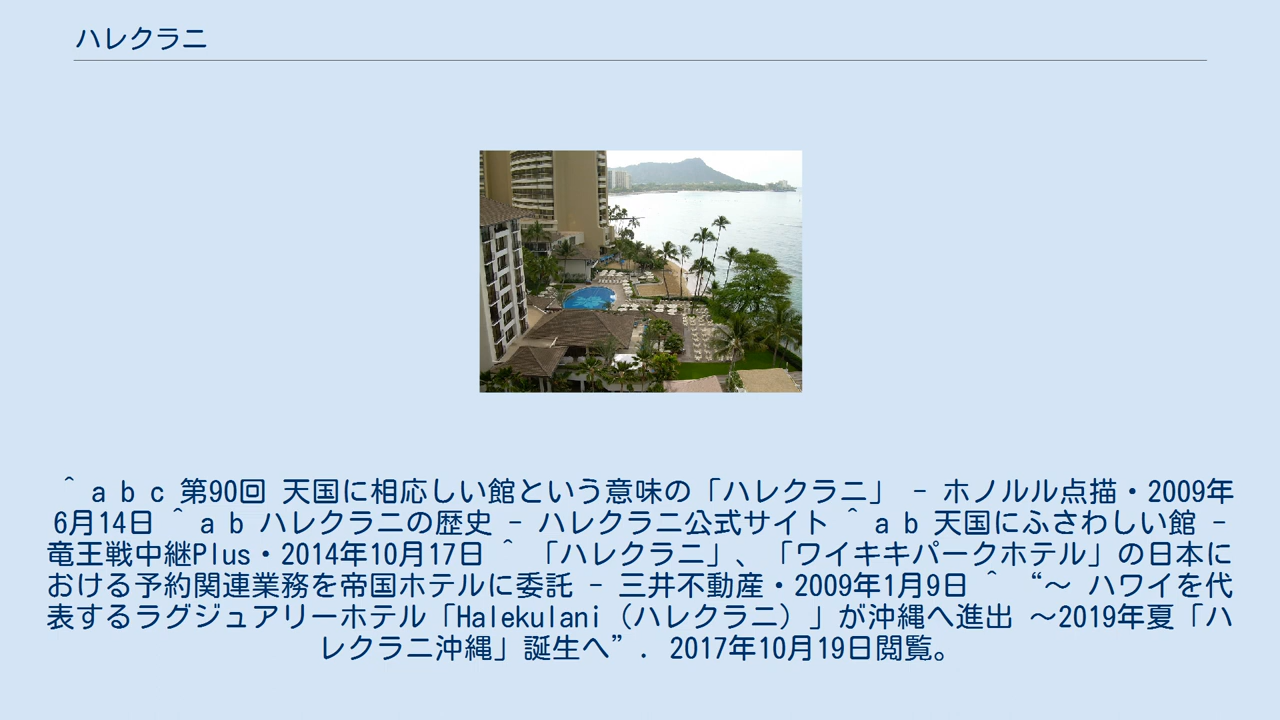 ハレクラニ
^ a b c 第90回 天国に相応しい館という意味の「ハレクラニ」 - ホノルル点描・2009年
6月14日 ^ a b ハレクラニの歴史 - ハレクラニ公式サイト ^ a b 天国にふさわしい館 -
竜王戦中継Plus・2014年10月17日 ^ 「ハレクラニ」、「ワイキキパークホテル」の日本に
おける予約関連業務を帝国ホテルに委託 - 三井不動産・2009年1月9日 ^ “～ ハワイを代
表するラグジュアリーホテル「Halekulani（ハレクラニ）」が沖縄へ進出 ～2019年夏「ハ
レクラニ沖縄」誕生へ”. 2017年10月19日閲覧。